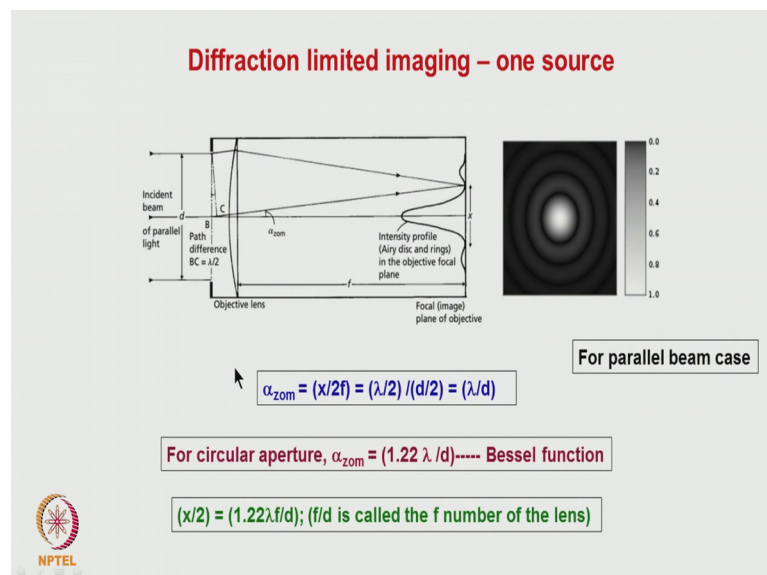 Diffraction limited imaging – one source
Incident
beam
of parallel
light
d
B
C
Path
difference
BC = λ/2
α_zom
Intensity profile
(Airy disc and rings)
in the objective focal
plane
x
f
Objective lens
Focal (image)
plane of objective
0.0
0.2
0.4
0.6
0.8
1.0
For parallel beam case
α_zom = (x/2f) = (λ/2) /(d/2) = (λ/d)
For circular aperture, α_zom = (1.22 λ /d)----- Bessel function
(x/2) = (1.22λf/d); (f/d is called the f number of the lens)
NPTEL